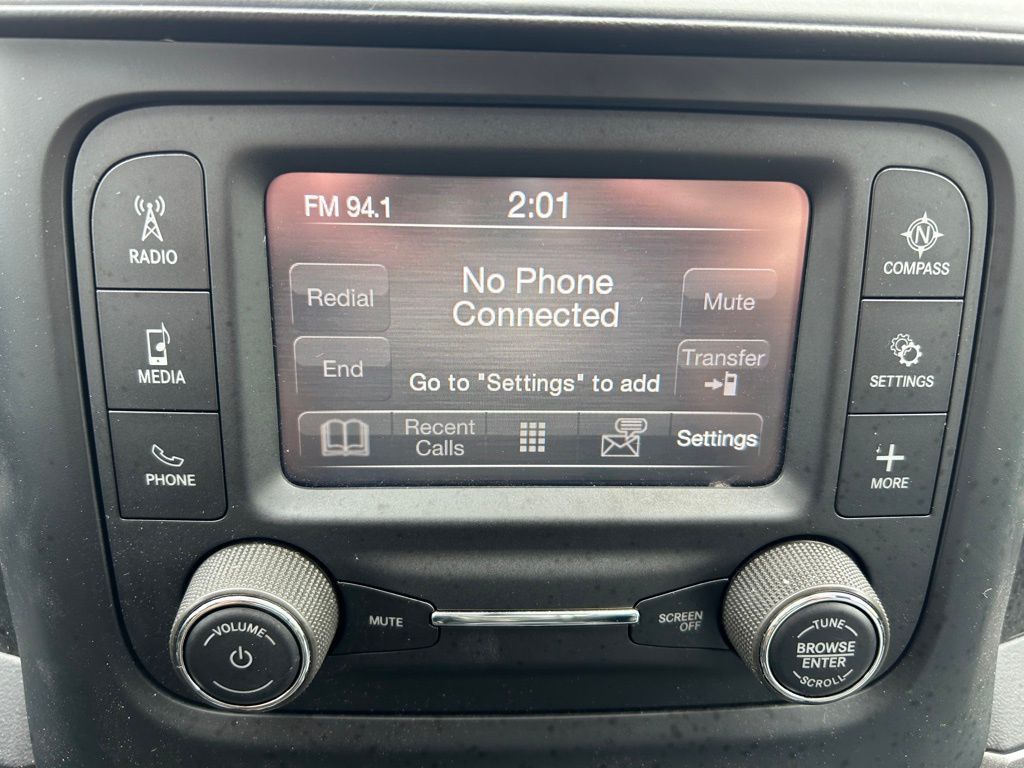 FM 94.1
2:01
RADIO
MEDIA
PHONE
Redial
End
No Phone
Connected
Go to "Settings" to add
Mute
Transfer
Recent
Calls
Settings
N
COMPASS
SETTINGS
MORE
VOLUME
MUTE
SCREEN
OFF
TUNE
BROWSE
ENTER
SCROLL